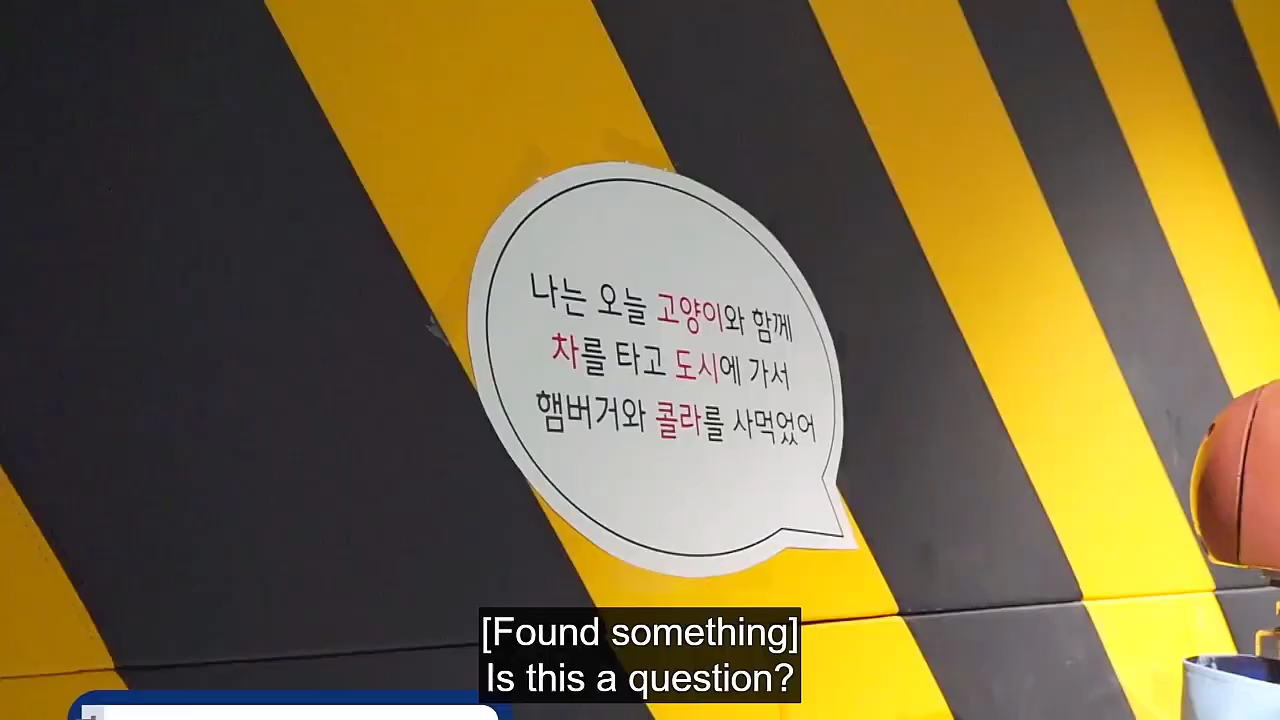 나는 오늘 고양이와 함께
차를 타고 도시에 가서
햄버거와 콜라를 사먹었어
[Found something]
Is this a question?